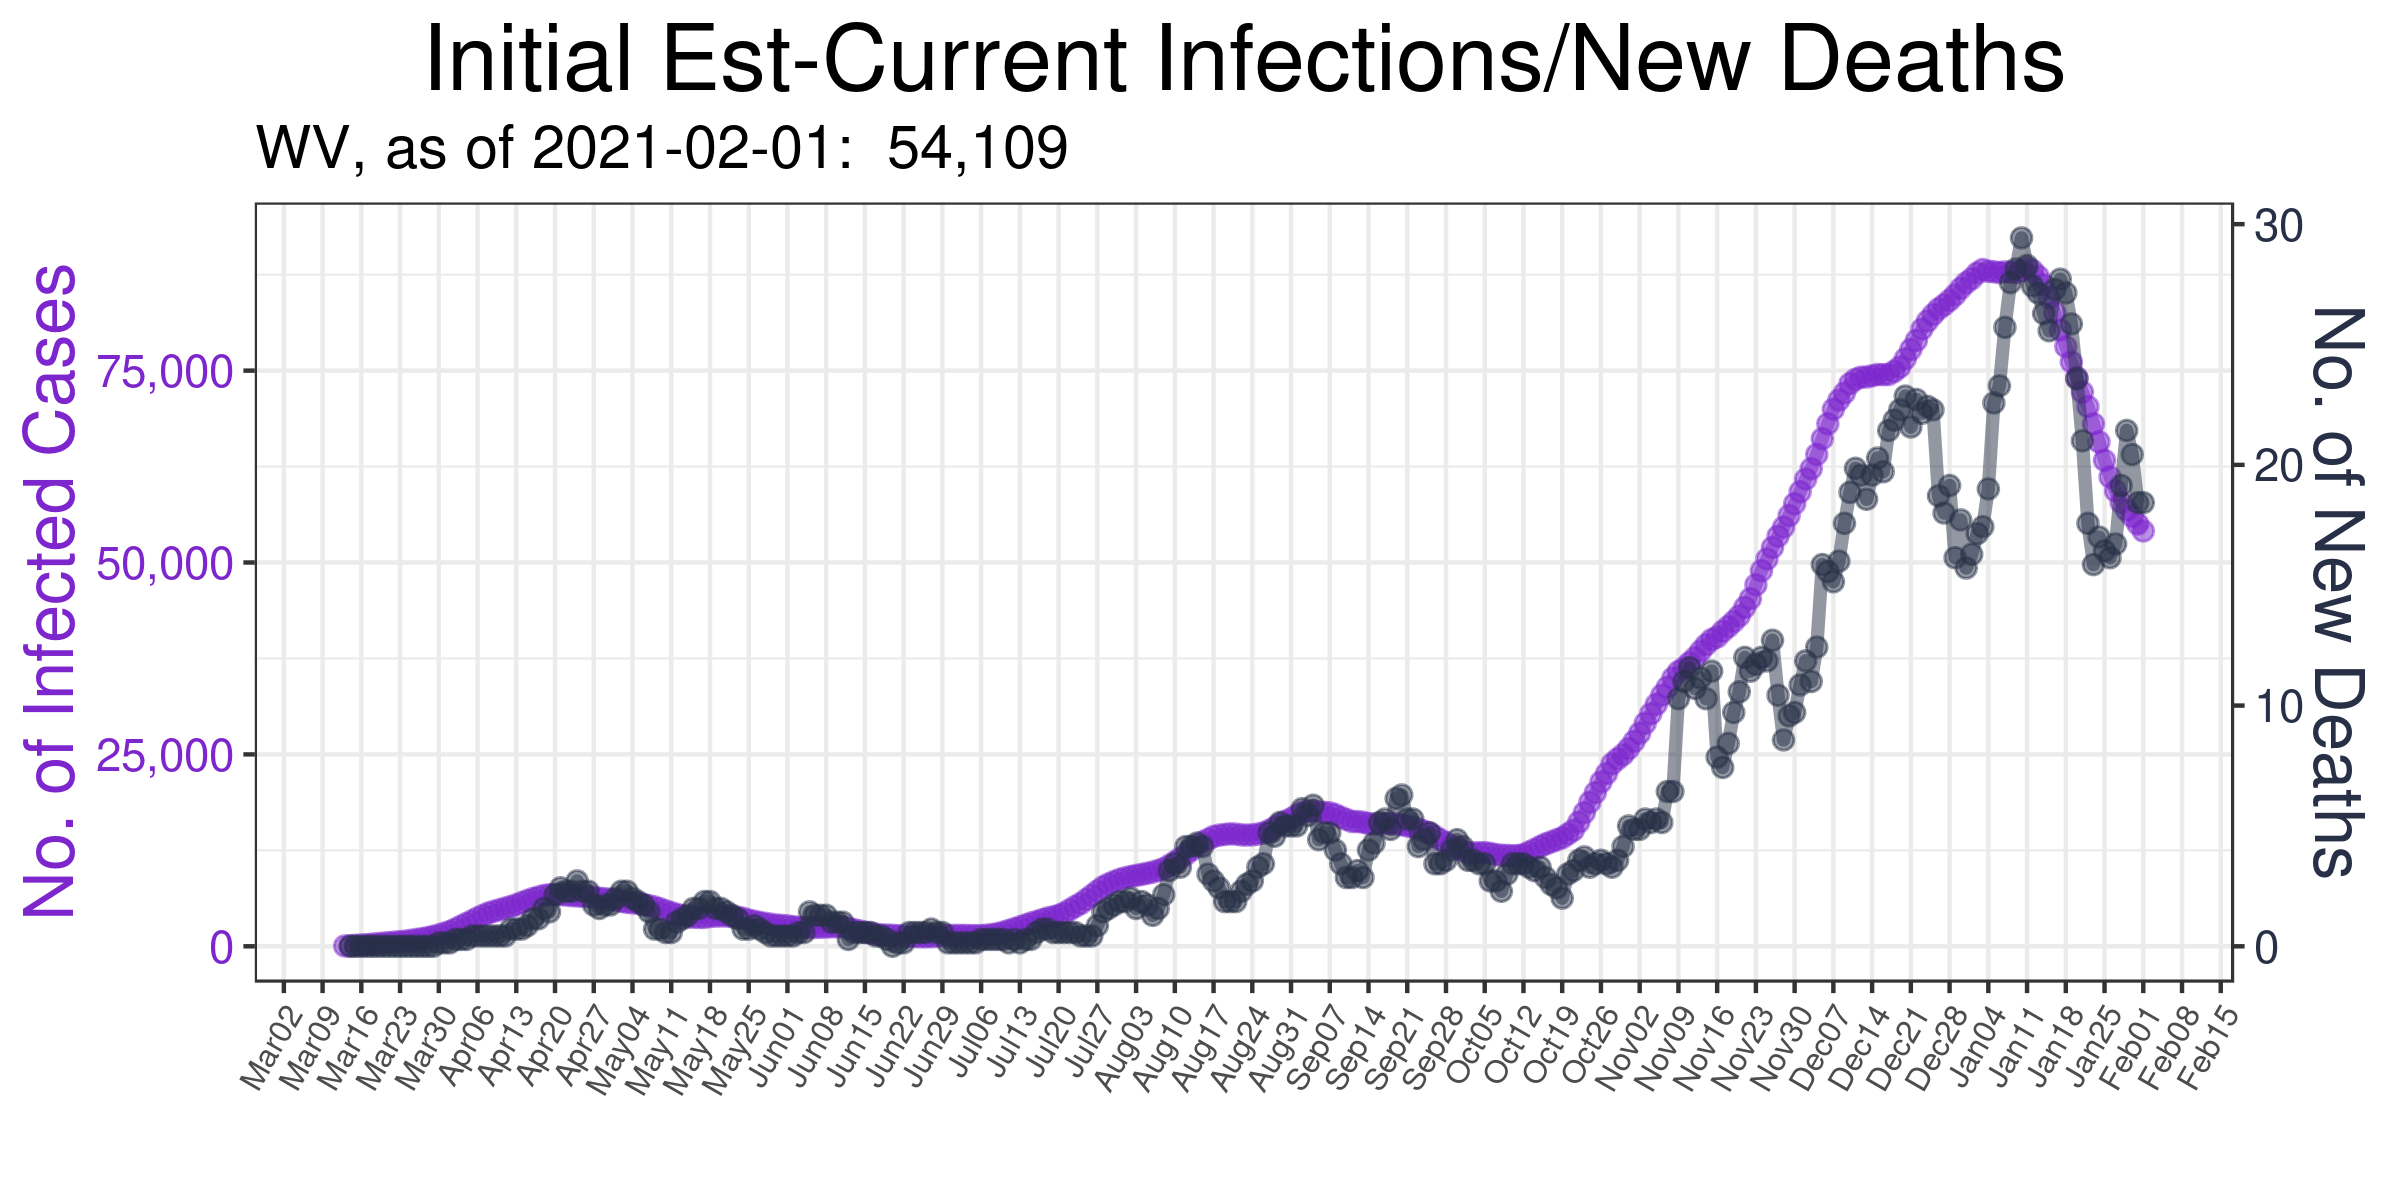 Initial Est-Current Infections/New Deaths
WV, as of 2021-02-01: 54,109
No. of Infected Cases
75,000
50,000
25,000
0
30
20
10
0
No. of New Deaths
Mar02
Mar09
Mar16
Mar23
Mar30
Apr06
Apr13
Apr20
Apr27
May04
May11
May18
May25
Jun01
Jun08
Jun15
Jun22
Jun29
Jul06
Jul13
Jul20
Jul27
Aug03
Aug10
Aug17
Aug24
Aug31
Sep07
Sep14
Sep21
Sep28
Oct05
Oct12
Oct19
Oct26
Nov02
Nov09
Nov16
Nov23
Nov30
Dec07
Dec14
Dec21
Dec28
Jan04
Jan11
Jan18
Jan25
Feb01
Feb08
Feb15